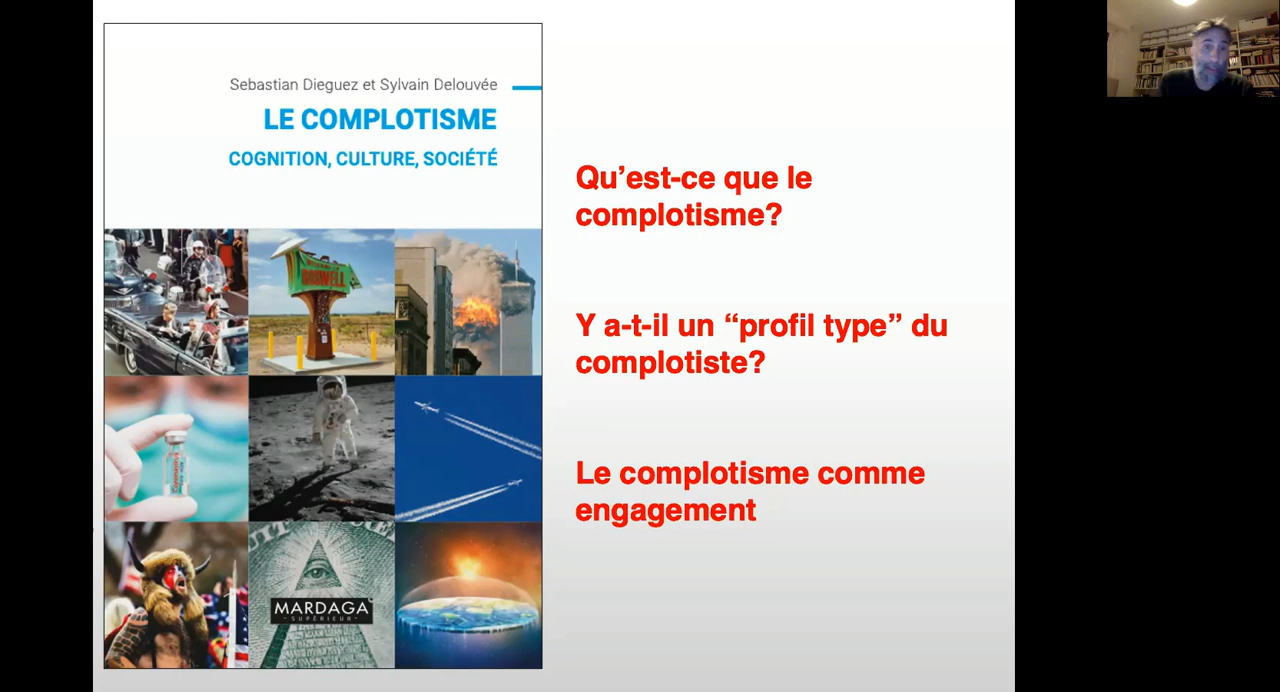 Sebastian Dieguez et Sylvain Delouvée
LE COMPLOTISME
COGNITION, CULTURE, SOCIÉTÉ
ROSWELL
MARDAGA
- SUPÉRIEUR -
Qu’est-ce que le
complotisme?
Y a-t-il un “profil type” du
complotiste?
Le complotisme comme
engagement